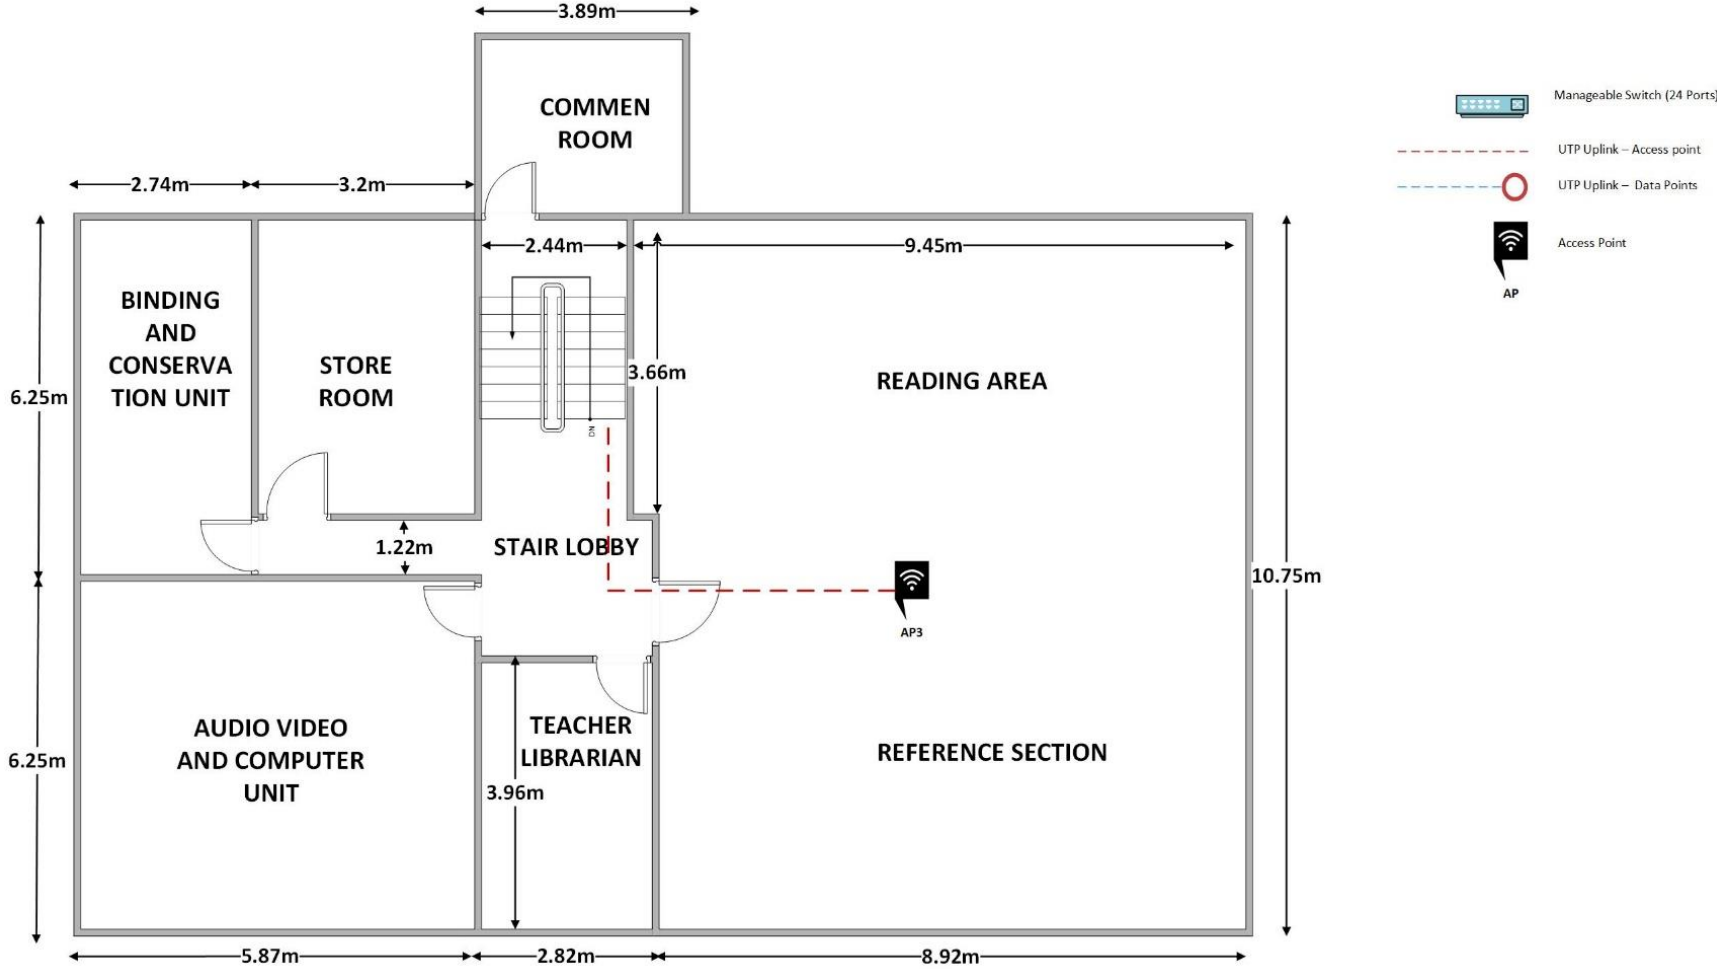 3.89m
COMMEN
ROOM
Manageable Switch (24 Ports)
UTP Uplink – Access point
UTP Uplink – Data Points
Access Point
AP
2.74m
3.2m
2.44m
9.45m
BINDING
AND
CONSERVA
TION UNIT
STORE
ROOM
3.66m
READING AREA
6.25m
DN
1.22m
STAIR LOBBY
10.75m
AP3
AUDIO VIDEO
AND COMPUTER
UNIT
TEACHER
LIBRARIAN
REFERENCE SECTION
6.25m
3.96m
5.87m
2.82m
8.92m